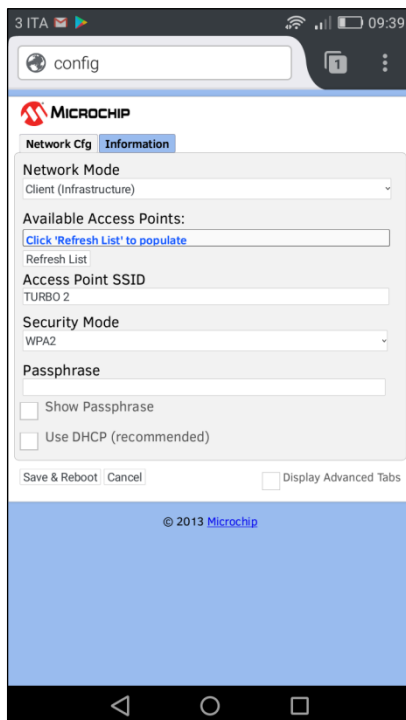 3 ITA 09:39
config 1
MICROCHIP
Network Cfg Information
Network Mode
Client (Infrastructure)
Available Access Points:
Click 'Refresh List' to populate
Refresh List
Access Point SSID
TURBO 2
Security Mode
WPA2
Passphrase
Show Passphrase
Use DHCP (recommended)
Save & Reboot Cancel Display Advanced Tabs
© 2013 Microchip